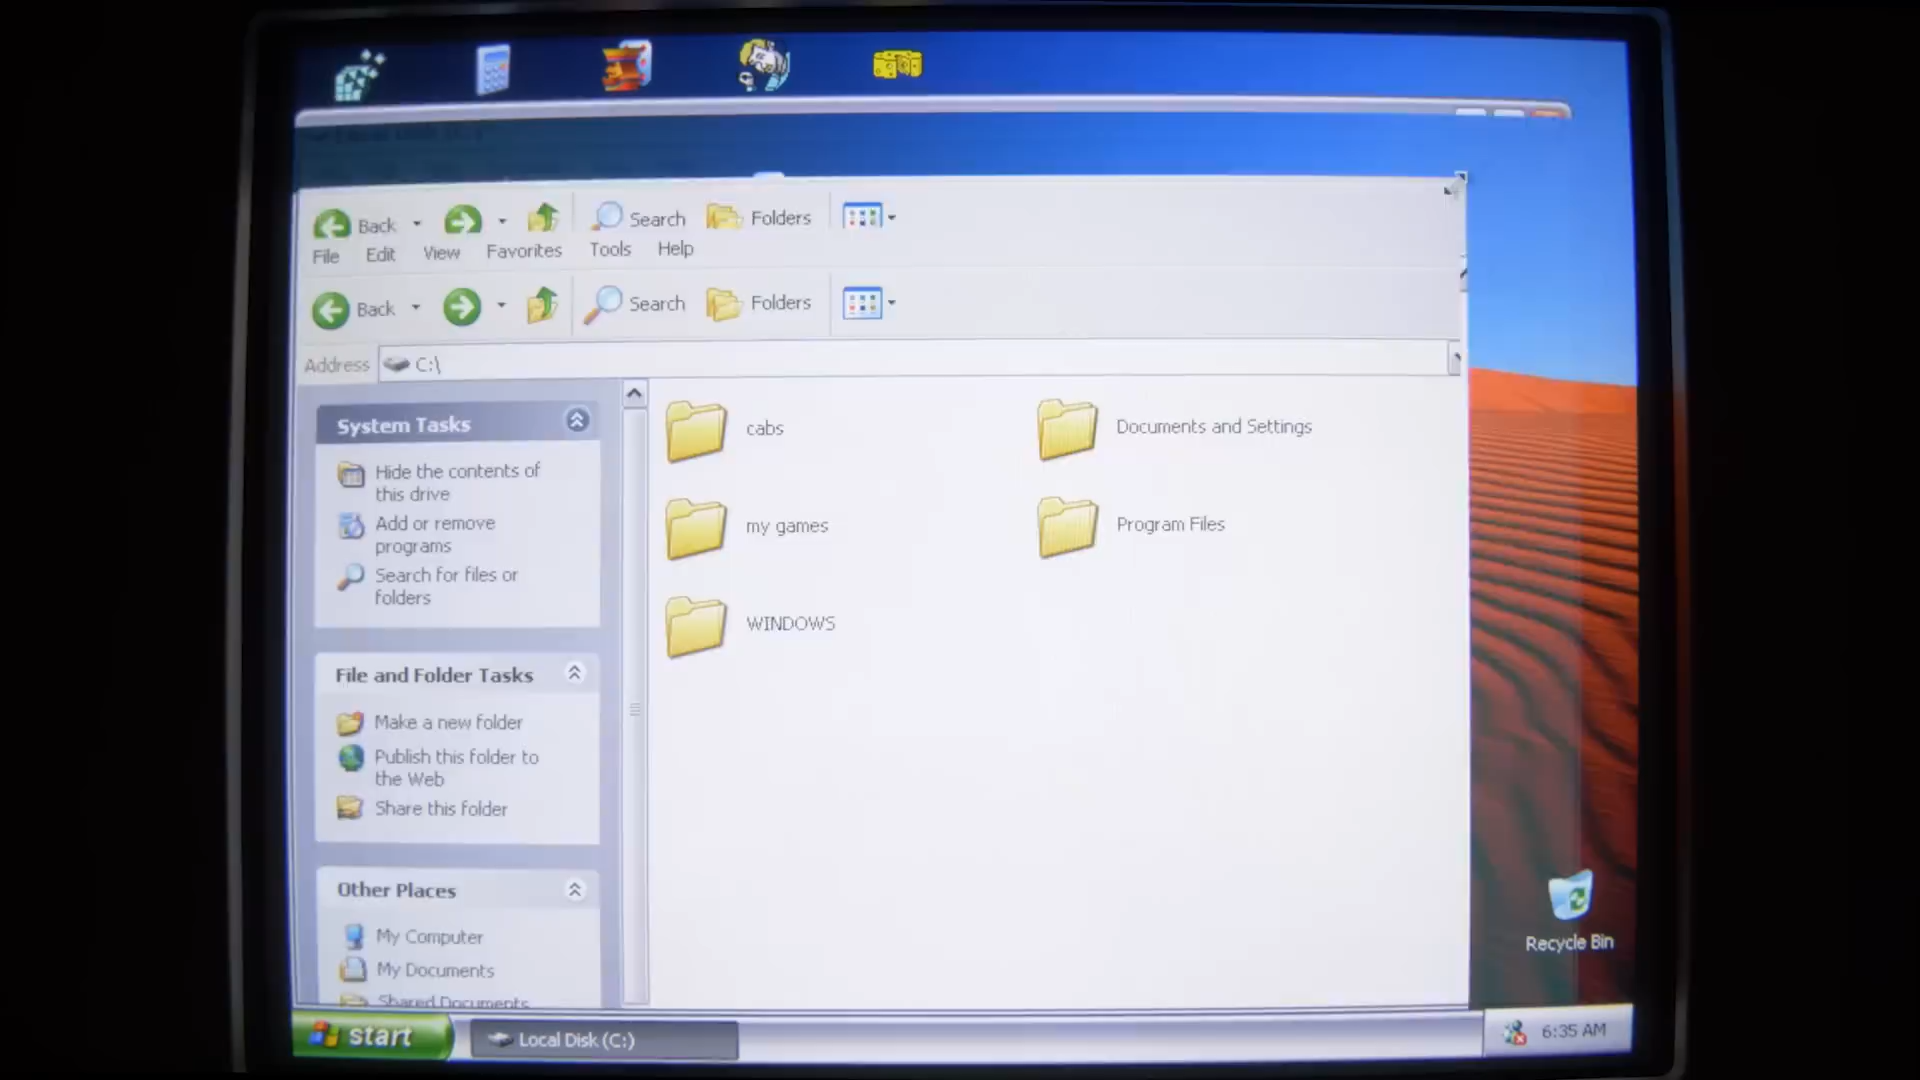 Back Search Folders
File Edit View Favorites Tools Help
Back Search Folders
Address C:\
System Tasks
Hide the contents of
this drive
Add or remove
programs
Search for files or
folders
File and Folder Tasks
Make a new folder
Publish this folder to
the Web
Share this folder
Other Places
My Computer
My Documents
Shared Documents
cabs
Documents and Settings
my games
Program Files
WINDOWS
Recycle Bin
start
Local Disk (C:)
6:35 AM